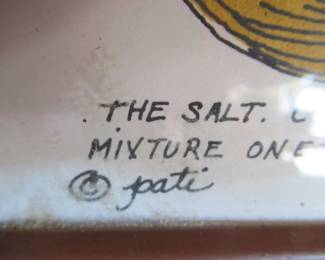 . THE SALT.
MIXTURE ONE
© pati